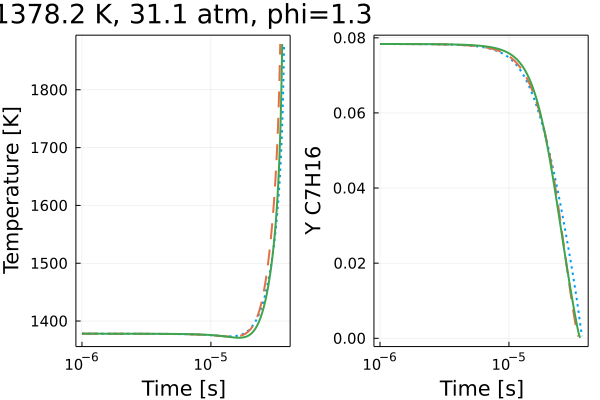 1378.2 K, 31.1 atm, phi=1.3
Temperature [K]
1800
1700
1600
1500
1400
10⁻⁶
10⁻⁵
Time [s]
Y C7H16
0.08
0.06
0.04
0.02
0.00
10⁻⁶
10⁻⁵
Time [s]